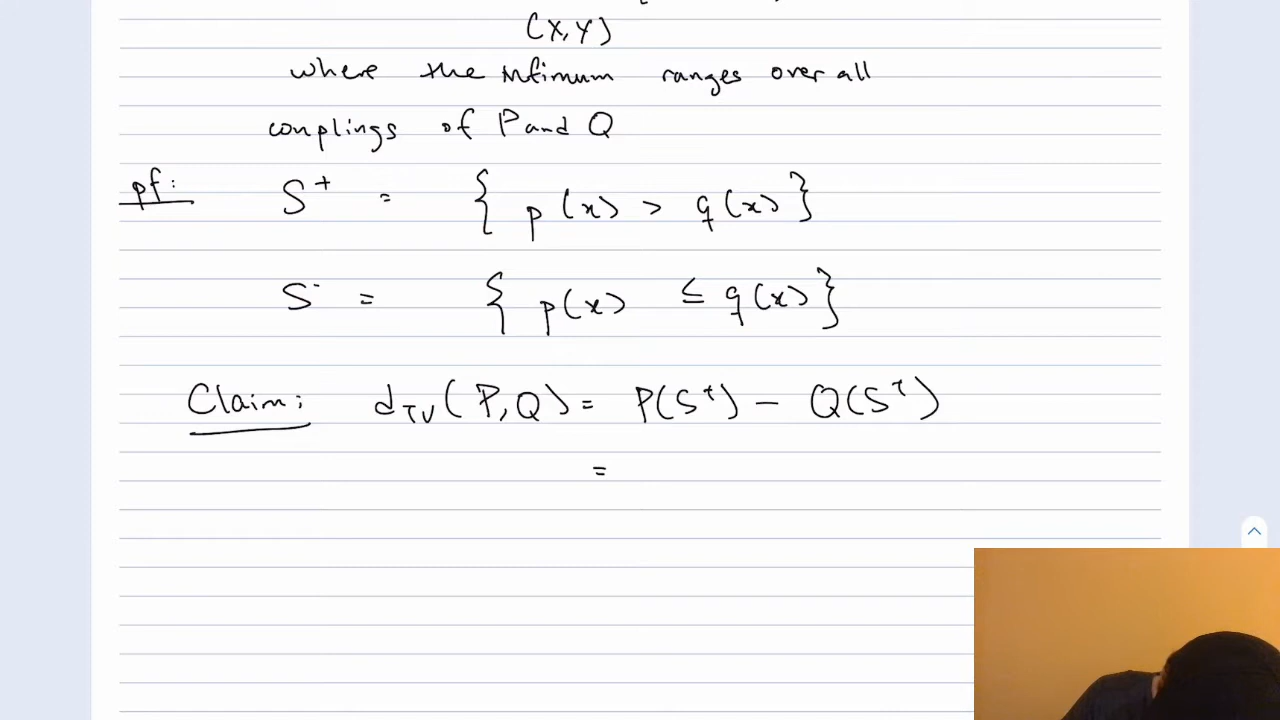 (X,Y)
where the infimum ranges over all
couplings of P and Q
pf: S⁺ = { p(x) > q(x) }
S⁻ = { p(x) ≤ q(x) }
Claim: d_TV(P,Q) = P(S⁺) − Q(S⁺)
=